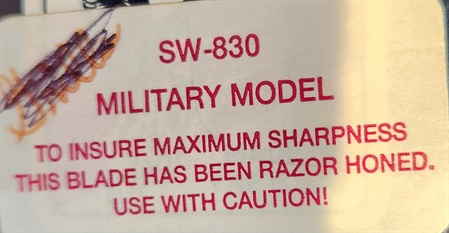 SW-830
MILITARY MODEL
TO INSURE MAXIMUM SHARPNESS
THIS BLADE HAS BEEN RAZOR HONED.
USE WITH CAUTION!